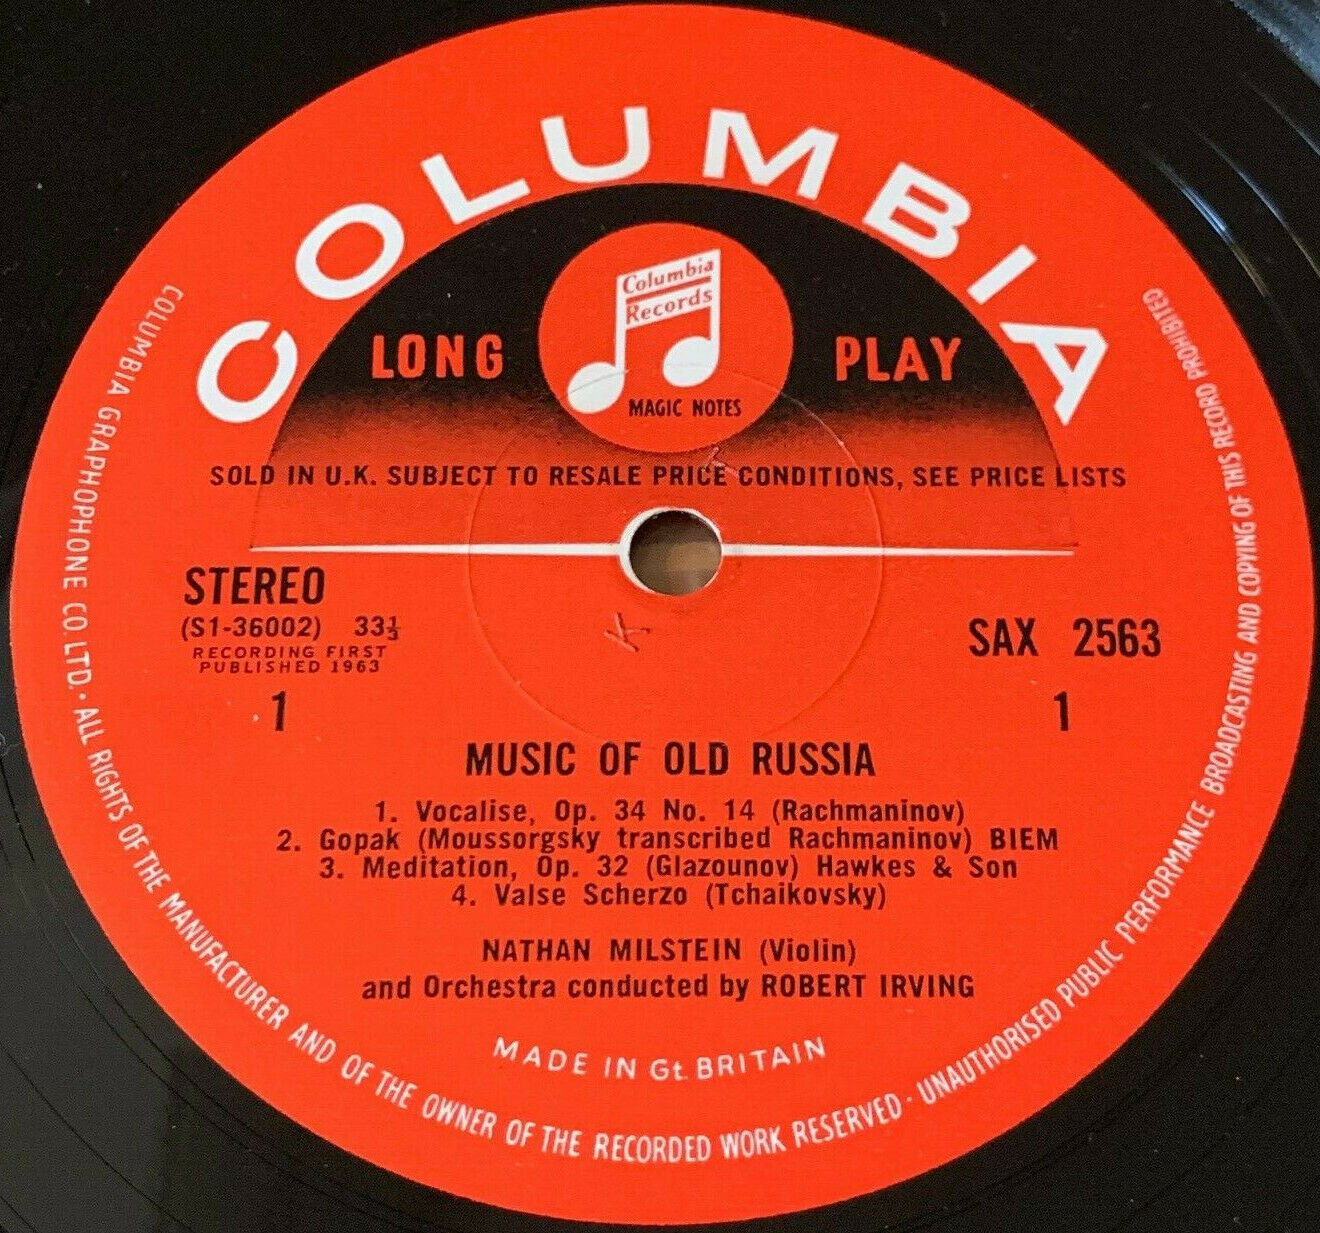 COLUMBIA
Columbia
Records
LONG PLAY
MAGIC NOTES
SOLD IN U.K. SUBJECT TO RESALE PRICE CONDITIONS, SEE PRICE LISTS
STEREO
(S1-36002) 33⅓
SAX 2563
RECORDING FIRST
PUBLISHED 1963
1 1
MUSIC OF OLD RUSSIA
1. Vocalise, Op. 34 No. 14 (Rachmaninov)
2. Gopak (Moussorgsky transcribed Rachmaninov) BIEM
3. Meditation, Op. 32 (Glazounov) Hawkes & Son
4. Valse Scherzo (Tchaikovsky)
NATHAN MILSTEIN (Violin)
and Orchestra conducted by ROBERT IRVING
MADE IN Gt. BRITAIN
COLUMBIA GRAPHOPHONE CO. LTD. · ALL RIGHTS OF THE MANUFACTURER AND OF THE OWNER OF THE RECORDED WORK RESERVED · UNAUTHORISED PUBLIC PERFORMANCE BROADCASTING AND COPYING OF THIS RECORD PROHIBITED
K